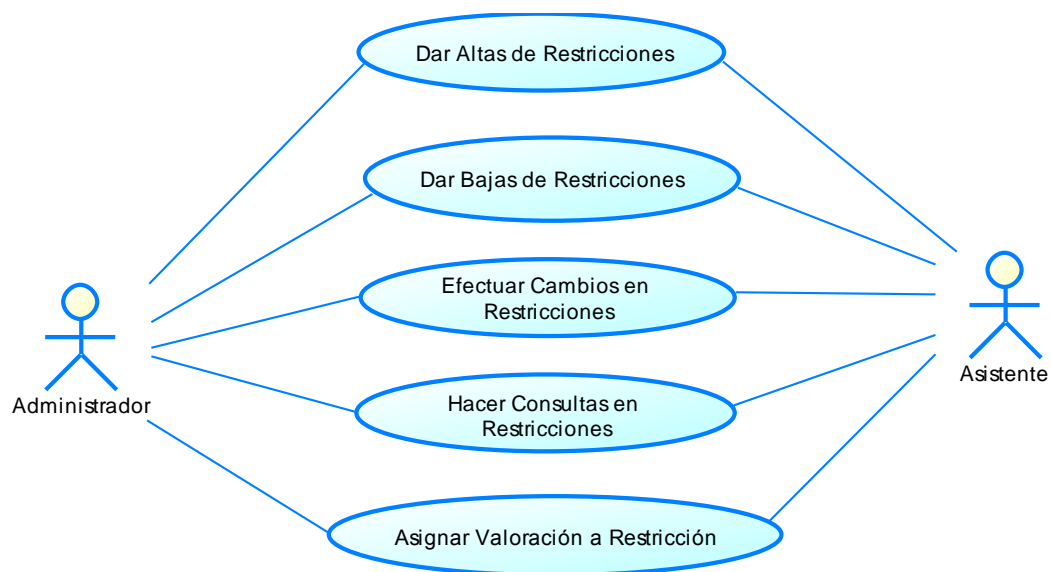 Dar Altas de Restricciones
Dar Bajas de Restricciones
Efectuar Cambios en
Restricciones
Asistente
Administrador
Hacer Consultas en
Restricciones
Asignar Valoración a Restricción